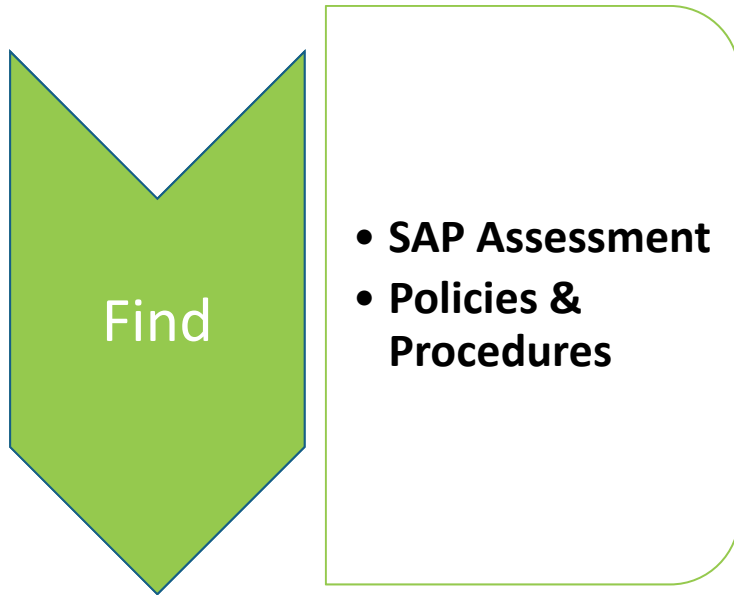 Find
• SAP Assessment
• Policies &
Procedures